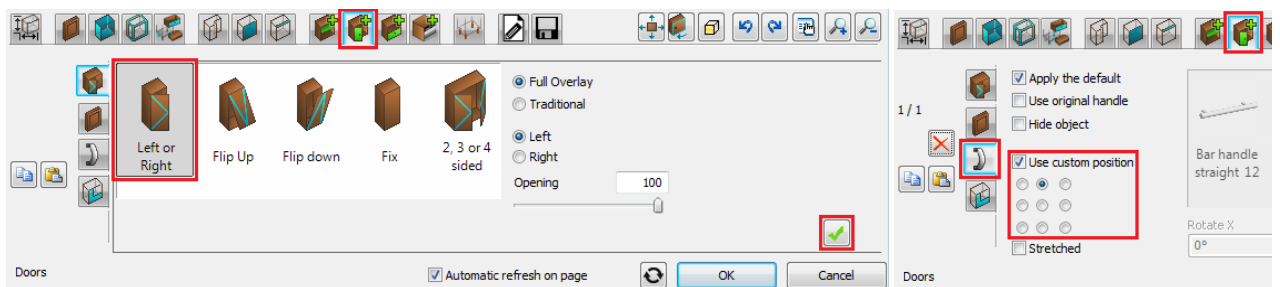 Left or
Right
Flip Up
Flip down
Fix
2, 3 or 4
sided
Full Overlay
Traditional
Left
Right
Opening
100
Doors
Automatic refresh on page
OK
Cancel
1 / 1
Apply the default
Use original handle
Hide object
Use custom position
Stretched
Bar handle
straight 12
Rotate X
0°
Doors